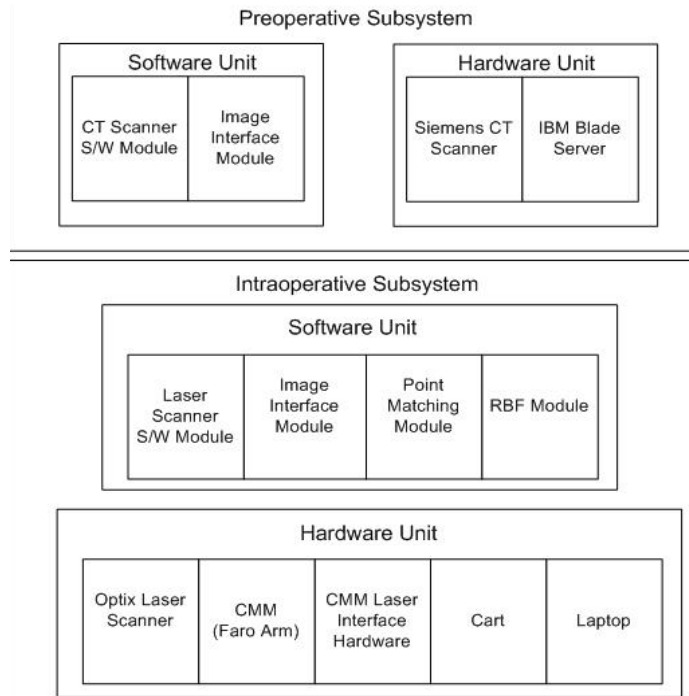 Preoperative Subsystem
Software Unit
CT Scanner
S/W Module
Image
Interface
Module
Hardware Unit
Siemens CT
Scanner
IBM Blade
Server
Intraoperative Subsystem
Software Unit
Laser
Scanner
S/W Module
Image
Interface
Module
Point
Matching
Module
RBF Module
Hardware Unit
Optix Laser
Scanner
CMM
(Faro Arm)
CMM Laser
Interface
Hardware
Cart
Laptop